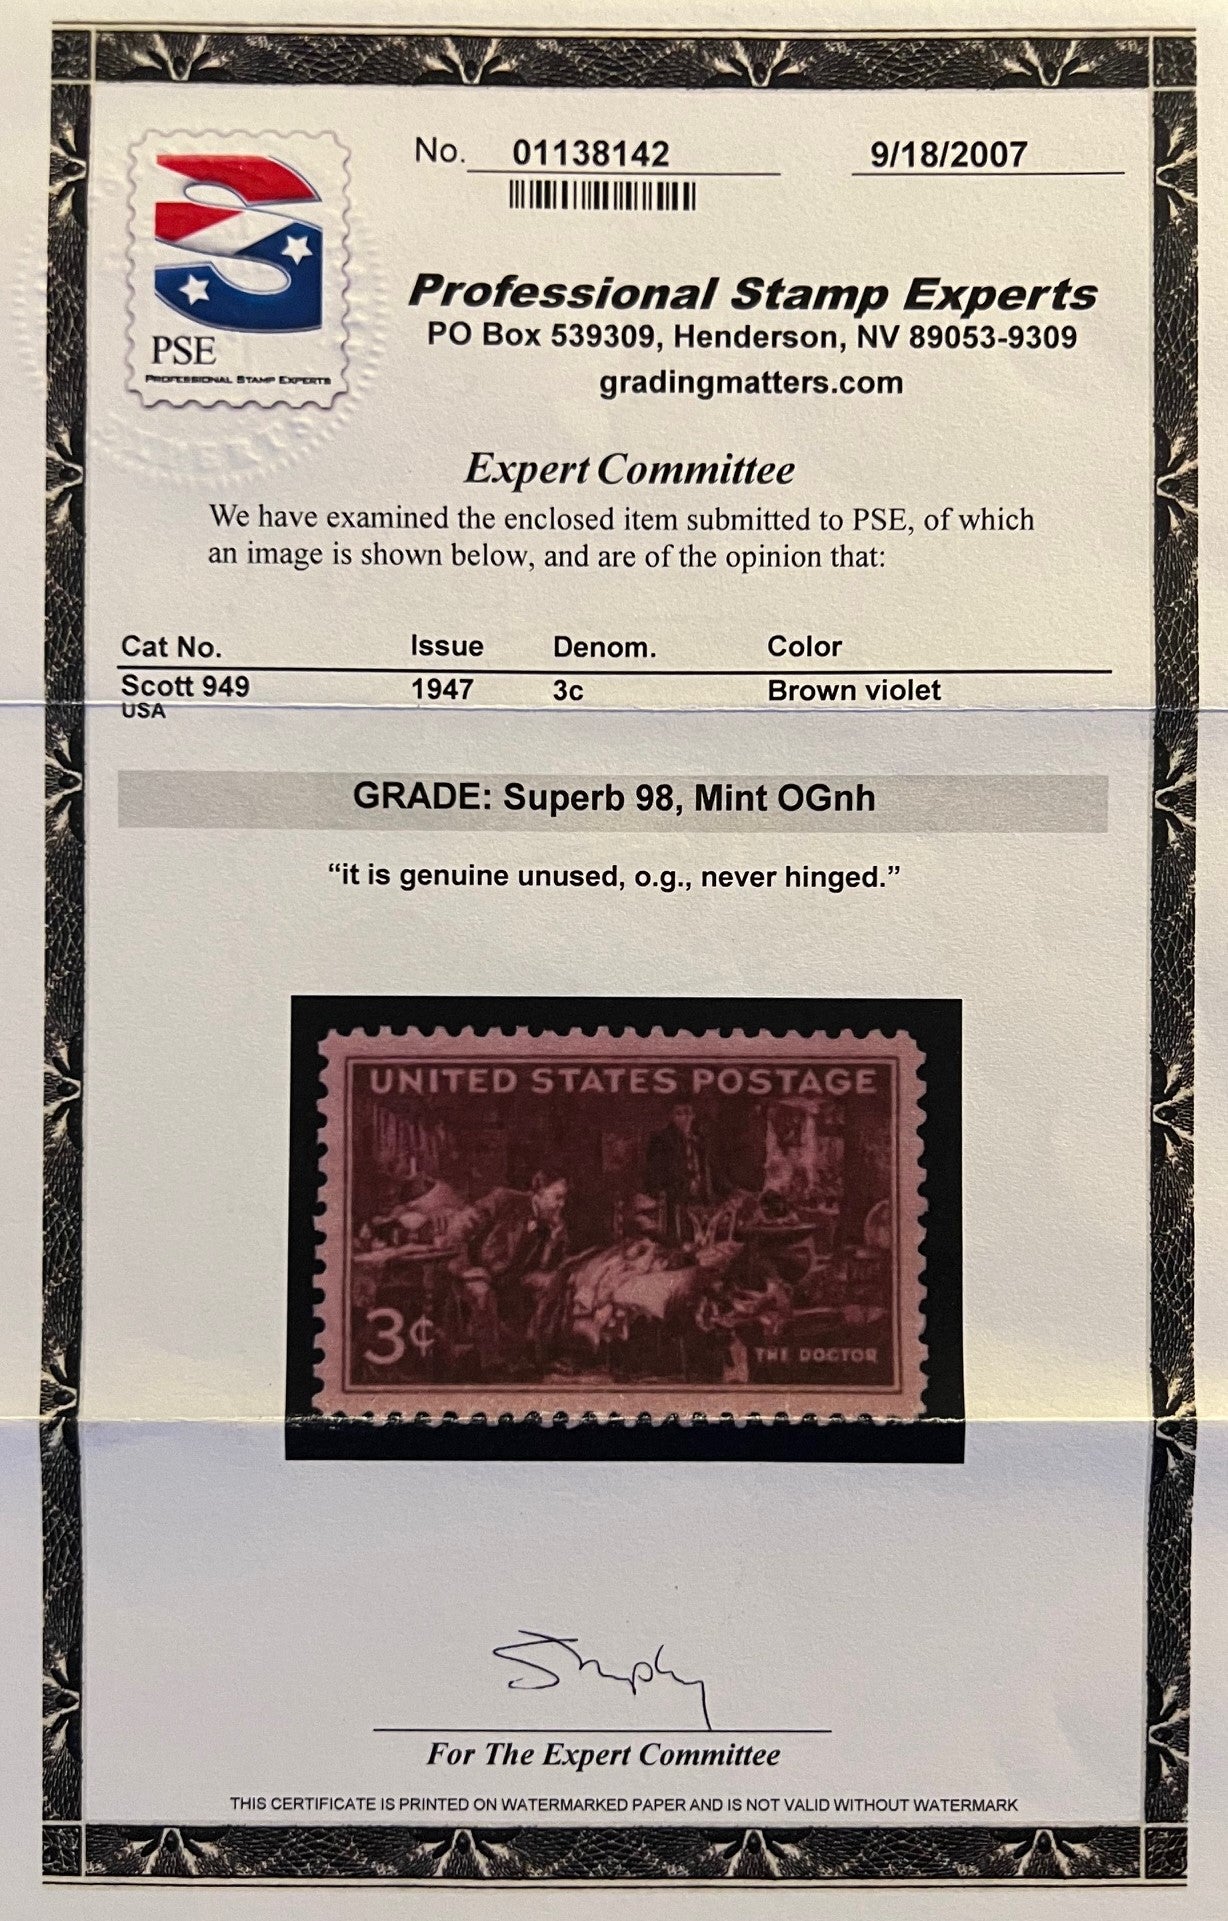 No. 01138142 9/18/2007
PSE
PROFESSIONAL STAMP EXPERTS
Professional Stamp Experts
PO Box 539309, Henderson, NV 89053-9309
gradingmatters.com
Expert Committee
We have examined the enclosed item submitted to PSE, of which
an image is shown below, and are of the opinion that:
Cat No. Issue Denom. Color
Scott 949 1947 3c Brown violet
USA
GRADE: Superb 98, Mint OGnh
“it is genuine unused, o.g., never hinged.”
UNITED STATES POSTAGE
3¢
THE DOCTOR
For The Expert Committee
THIS CERTIFICATE IS PRINTED ON WATERMARKED PAPER AND IS NOT VALID WITHOUT WATERMARK